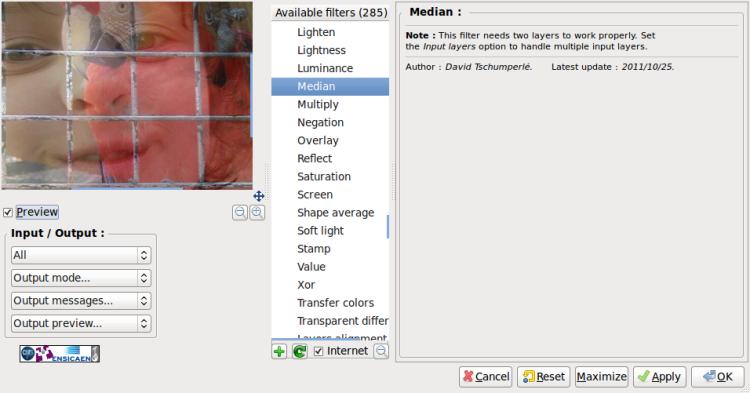 Available filters (285)
Lighten
Lightness
Luminance
Median
Multiply
Negation
Overlay
Reflect
Saturation
Screen
Shape average
Soft light
Stamp
Value
Xor
Transfer colors
Transparent differ
Layers alignment
Internet
Preview
Input / Output :
All
Output mode...
Output messages...
Output preview...
ENSICAEN
Median :
Note : This filter needs two layers to work properly. Set
the Input layers option to handle multiple input layers.
Author : David Tschumperlé. Latest update : 2011/10/25.
Cancel
Reset
Maximize
Apply
OK